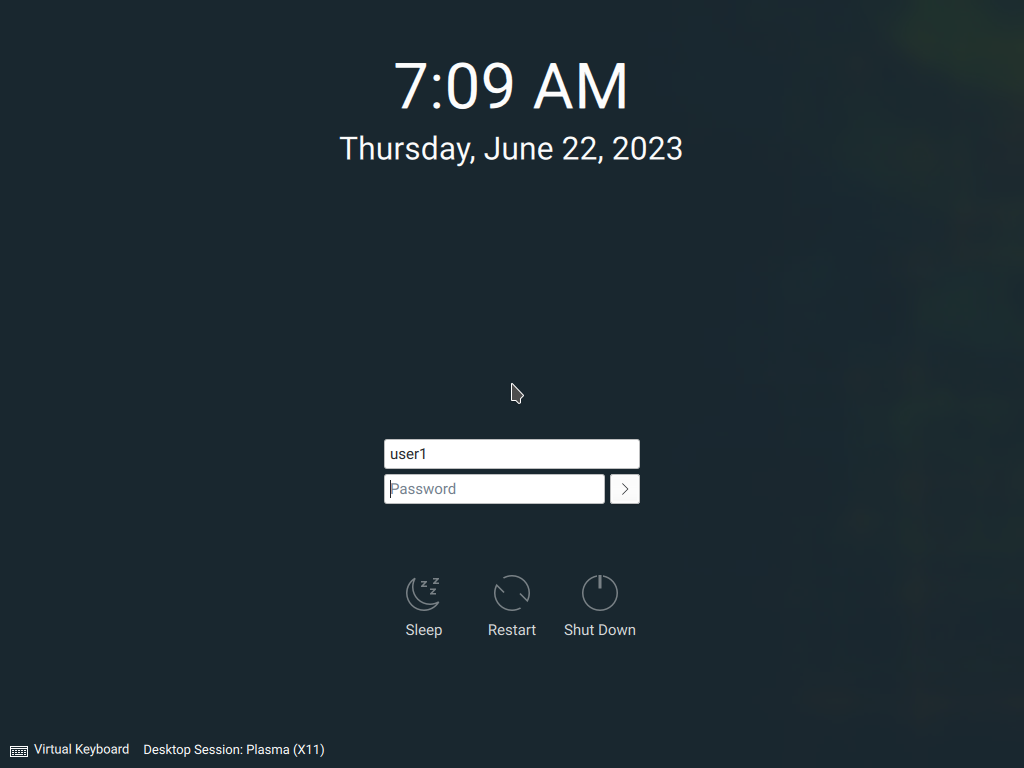 7:09 AM
Thursday, June 22, 2023
user1
Password
Sleep
Restart
Shut Down
Virtual Keyboard
Desktop Session: Plasma (X11)